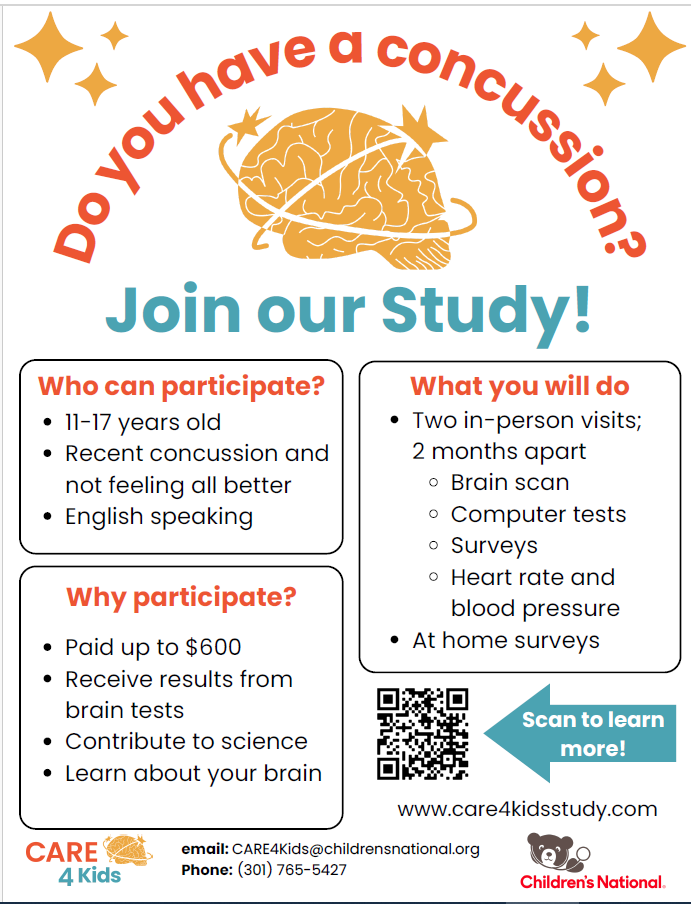 Do you have a concussion?
Join our Study!
Who can participate?
• 11-17 years old
• Recent concussion and
not feeling all better
• English speaking
Why participate?
• Paid up to $600
• Receive results from
brain tests
• Contribute to science
• Learn about your brain
What you will do
• Two in-person visits;
2 months apart
○ Brain scan
○ Computer tests
○ Surveys
○ Heart rate and
blood pressure
• At home surveys
Scan to learn
more!
www.care4kidsstudy.com
CARE
4 Kids
email: CARE4Kids@childrensnational.org
Phone: (301) 765-5427
Children's National.